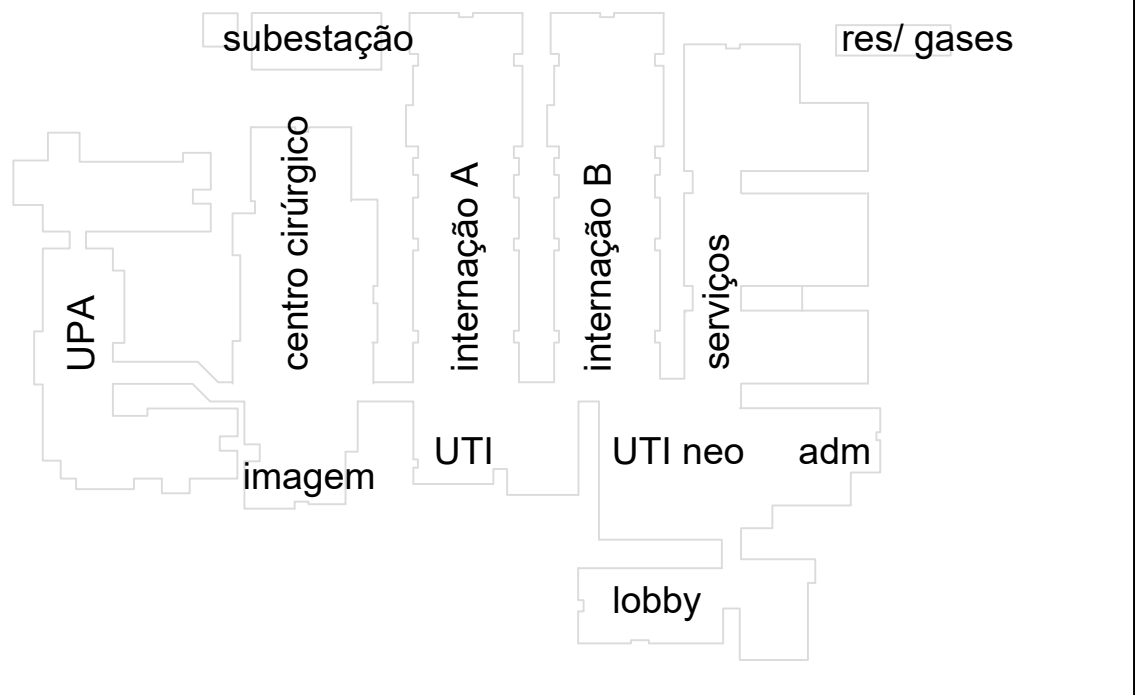 subestação
res/ gases
centro cirúrgico
internação A
internação B
serviços
UPA
UTI
UTI neo
adm
imagem
lobby